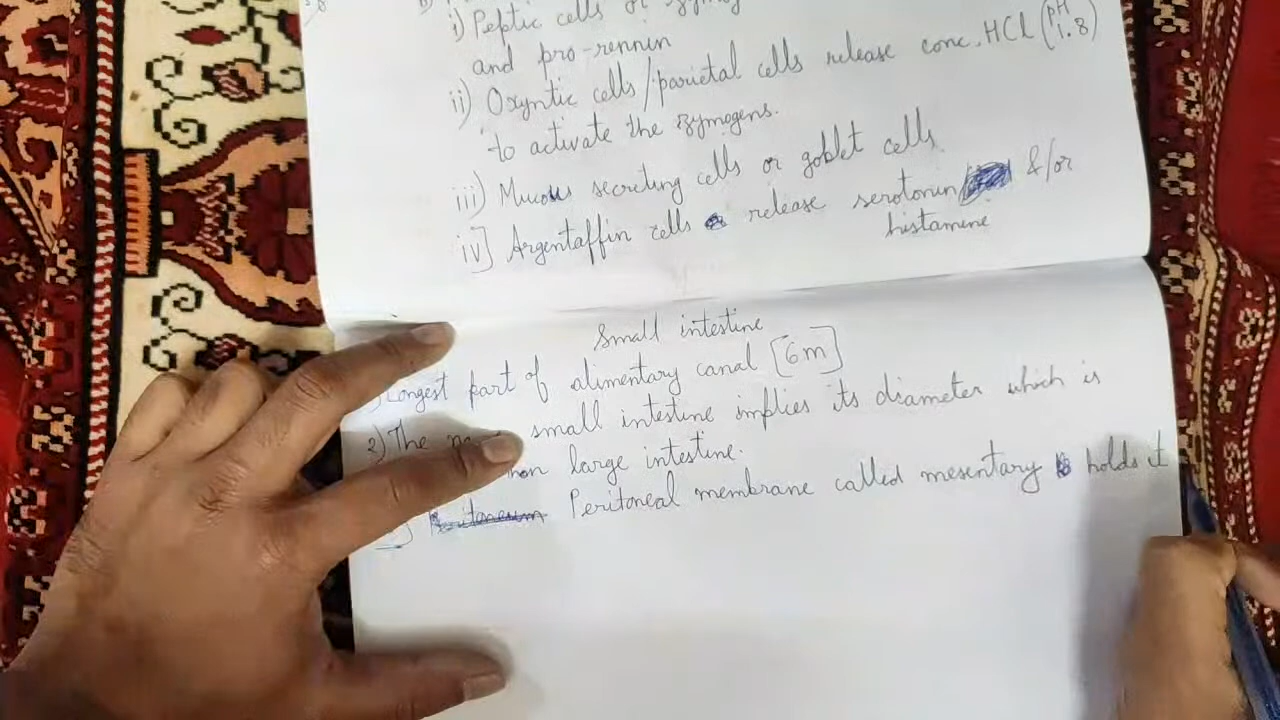 i) Peptic cells or zymog
and pro-rennin
ii) Oxyntic cells/parietal cells release conc. HCl (pH 1.8)
to activate the zymogens.
iii) Mucous secreting cells or goblet cells
iv] Argentaffin cells release serotonin &/or
histamine
Small intestine
Longest part of alimentary canal [6m]
2) The small intestine implies its diameter which is
large intestine.
Peritoneal membrane called mesentary holds it